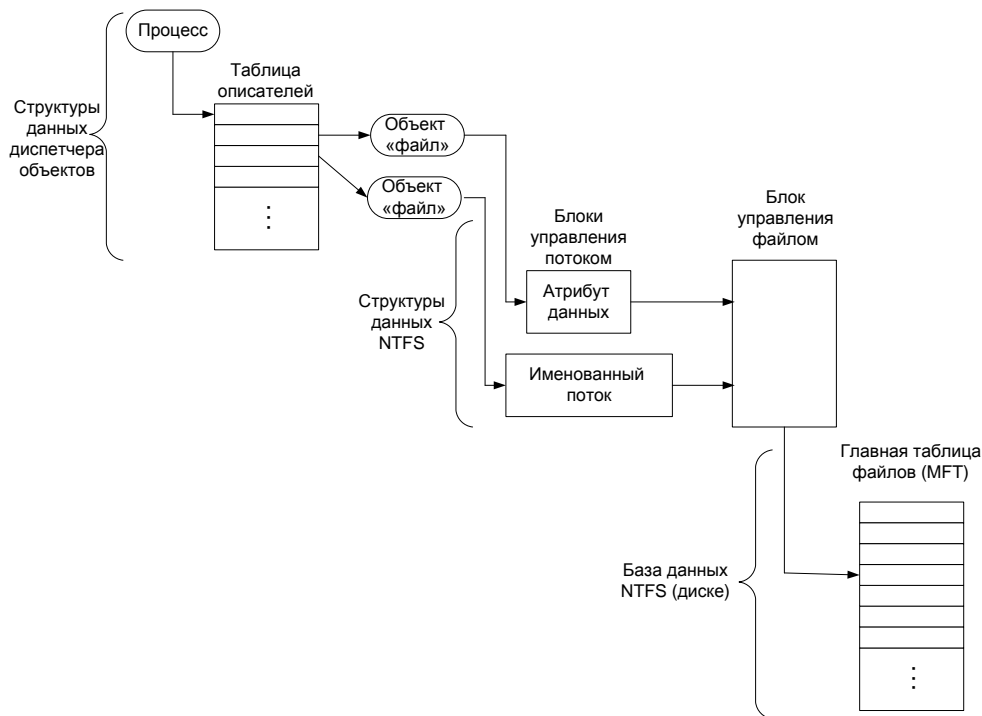 Процесс
Таблица
описателей
Структуры
данных
диспетчера
объектов
Объект
«файл»
Объект
«файл»
Блоки
управления
потоком
Блок
управления
файлом
Атрибут
данных
Структуры
данных
NTFS
Именованный
поток
Главная таблица
файлов (MFT)
База данных
NTFS (диске)